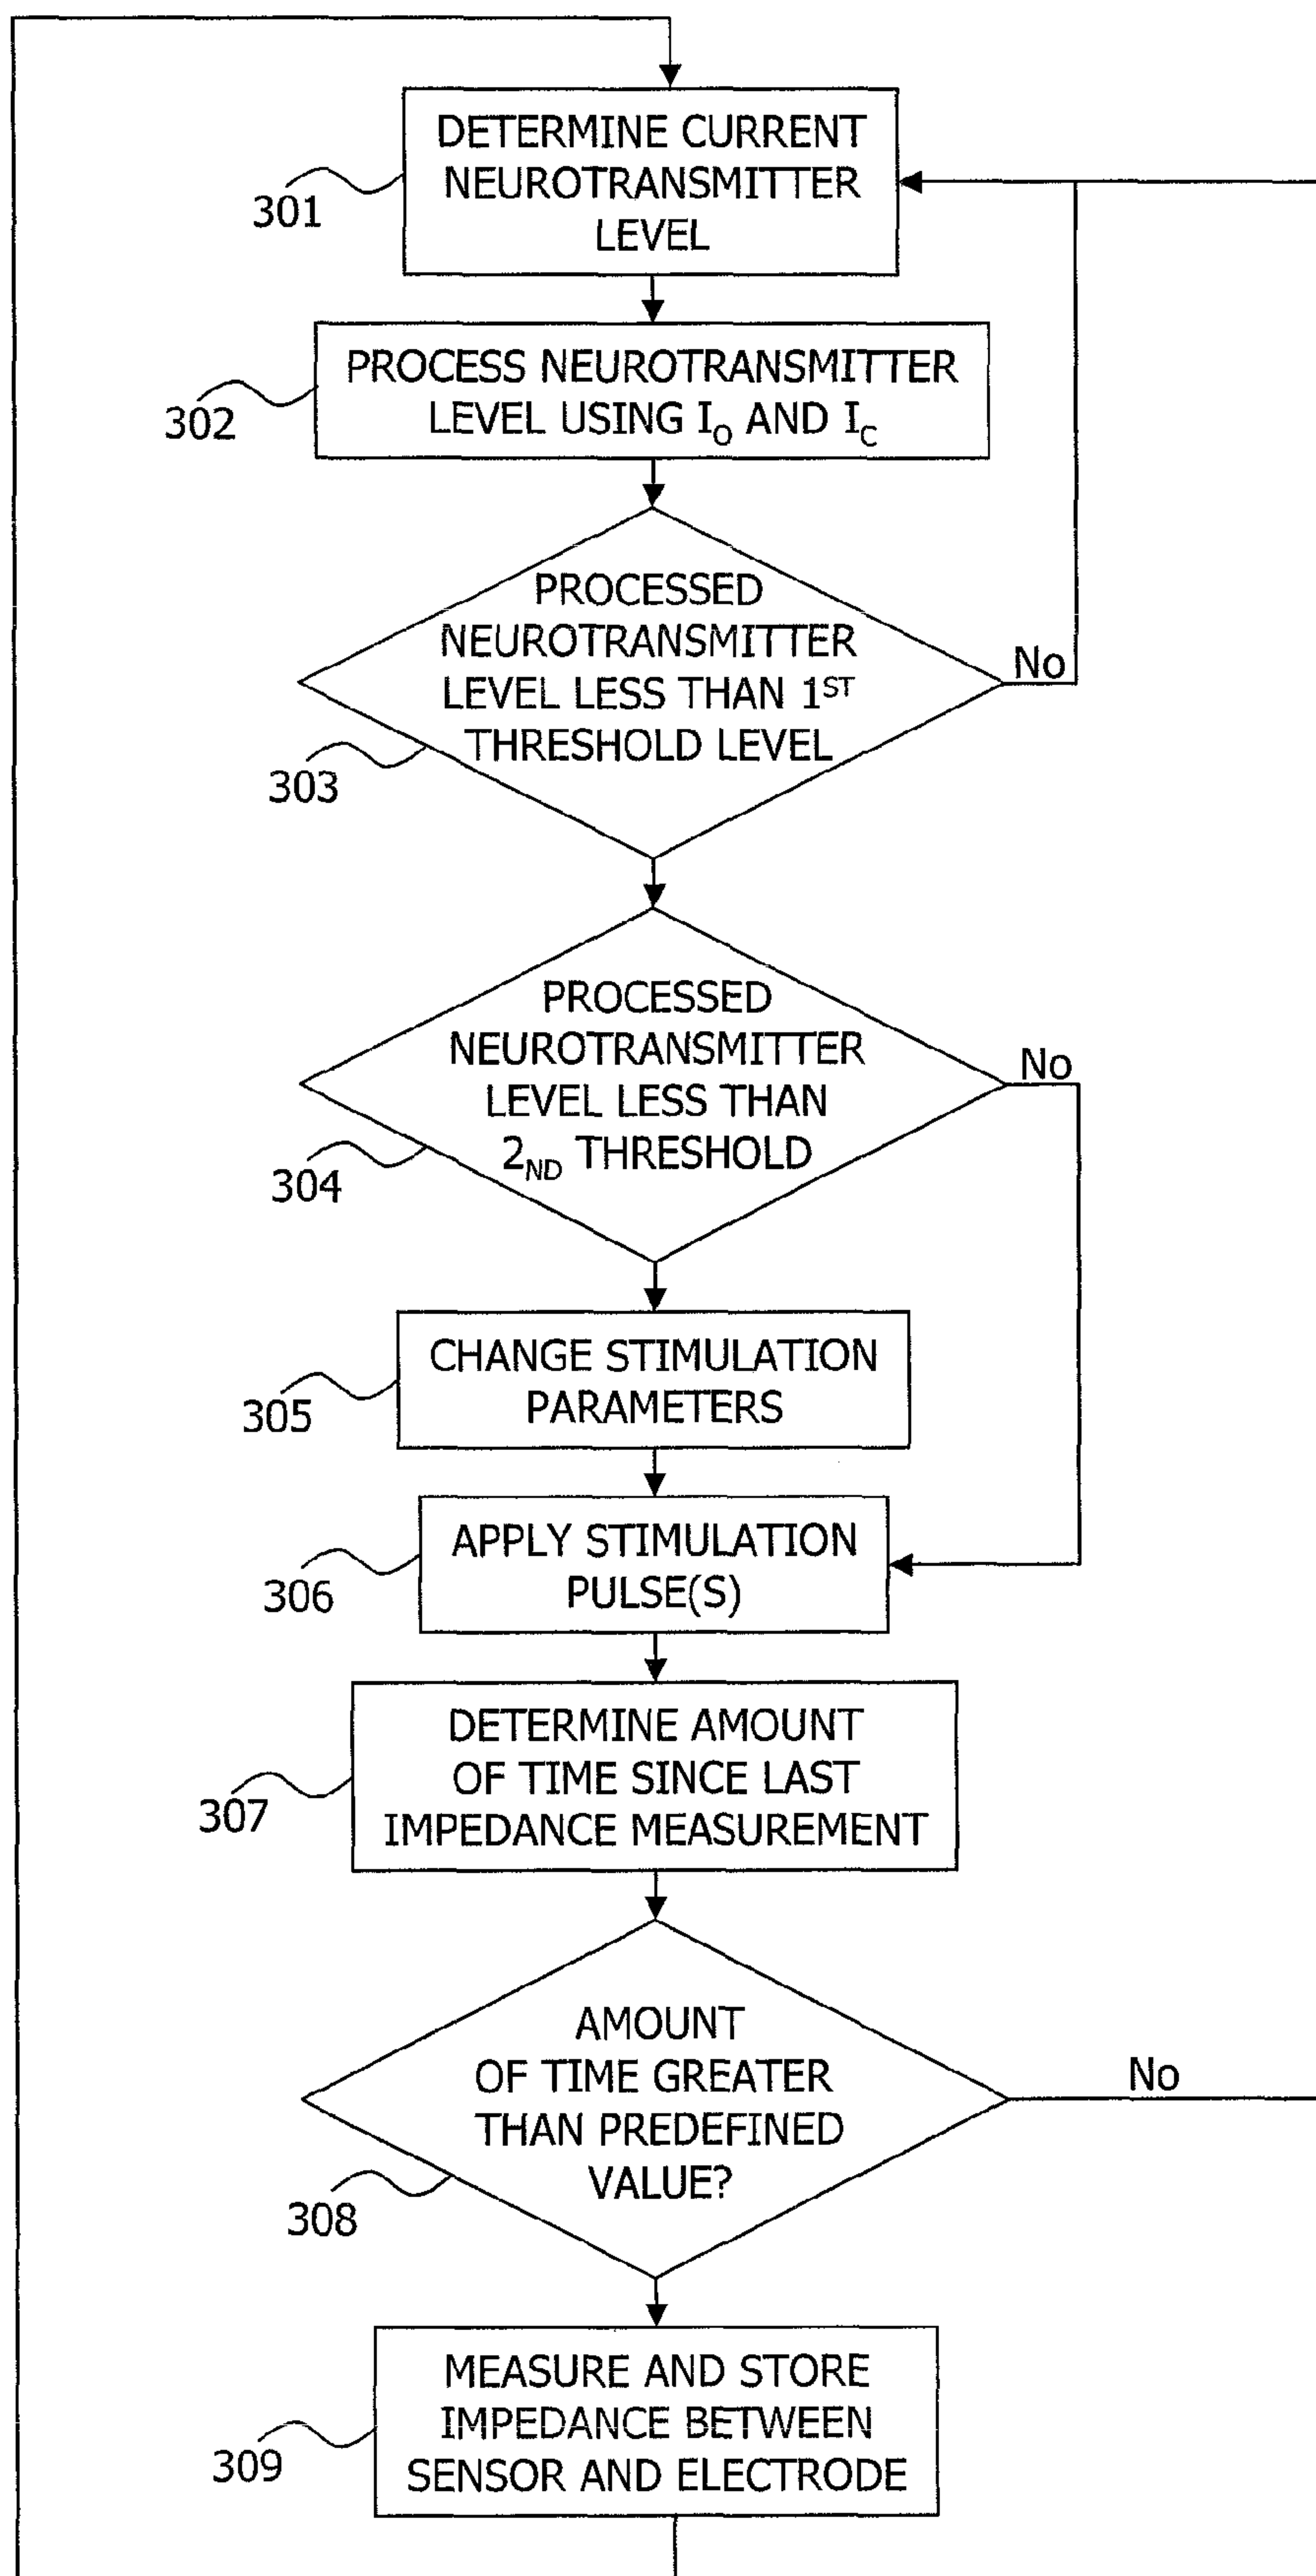 DETERMINE CURRENT
NEUROTRANSMITTER
LEVEL
301
PROCESS NEUROTRANSMITTER
LEVEL USING I_O AND I_C
302
PROCESSED
NEUROTRANSMITTER
LEVEL LESS THAN 1ST
THRESHOLD LEVEL
No
303
PROCESSED
NEUROTRANSMITTER
LEVEL LESS THAN
2ND THRESHOLD
No
304
CHANGE STIMULATION
PARAMETERS
305
APPLY STIMULATION
PULSE(S)
306
DETERMINE AMOUNT
OF TIME SINCE LAST
IMPEDANCE MEASUREMENT
307
AMOUNT
OF TIME GREATER
THAN PREDEFINED
VALUE?
No
308
MEASURE AND STORE
IMPEDANCE BETWEEN
SENSOR AND ELECTRODE
309